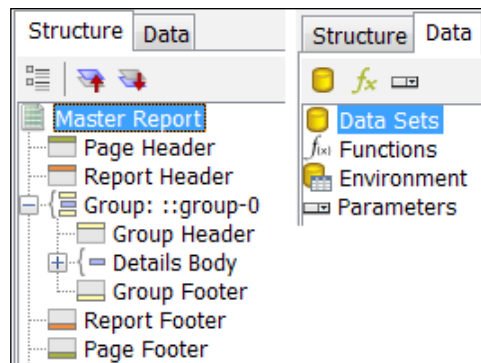 Structure Data
Master Report
Page Header
Report Header
Group: ::group-0
Group Header
Details Body
Group Footer
Report Footer
Page Footer
Structure Data
fx
Data Sets
f(x) Functions
Environment
Parameters